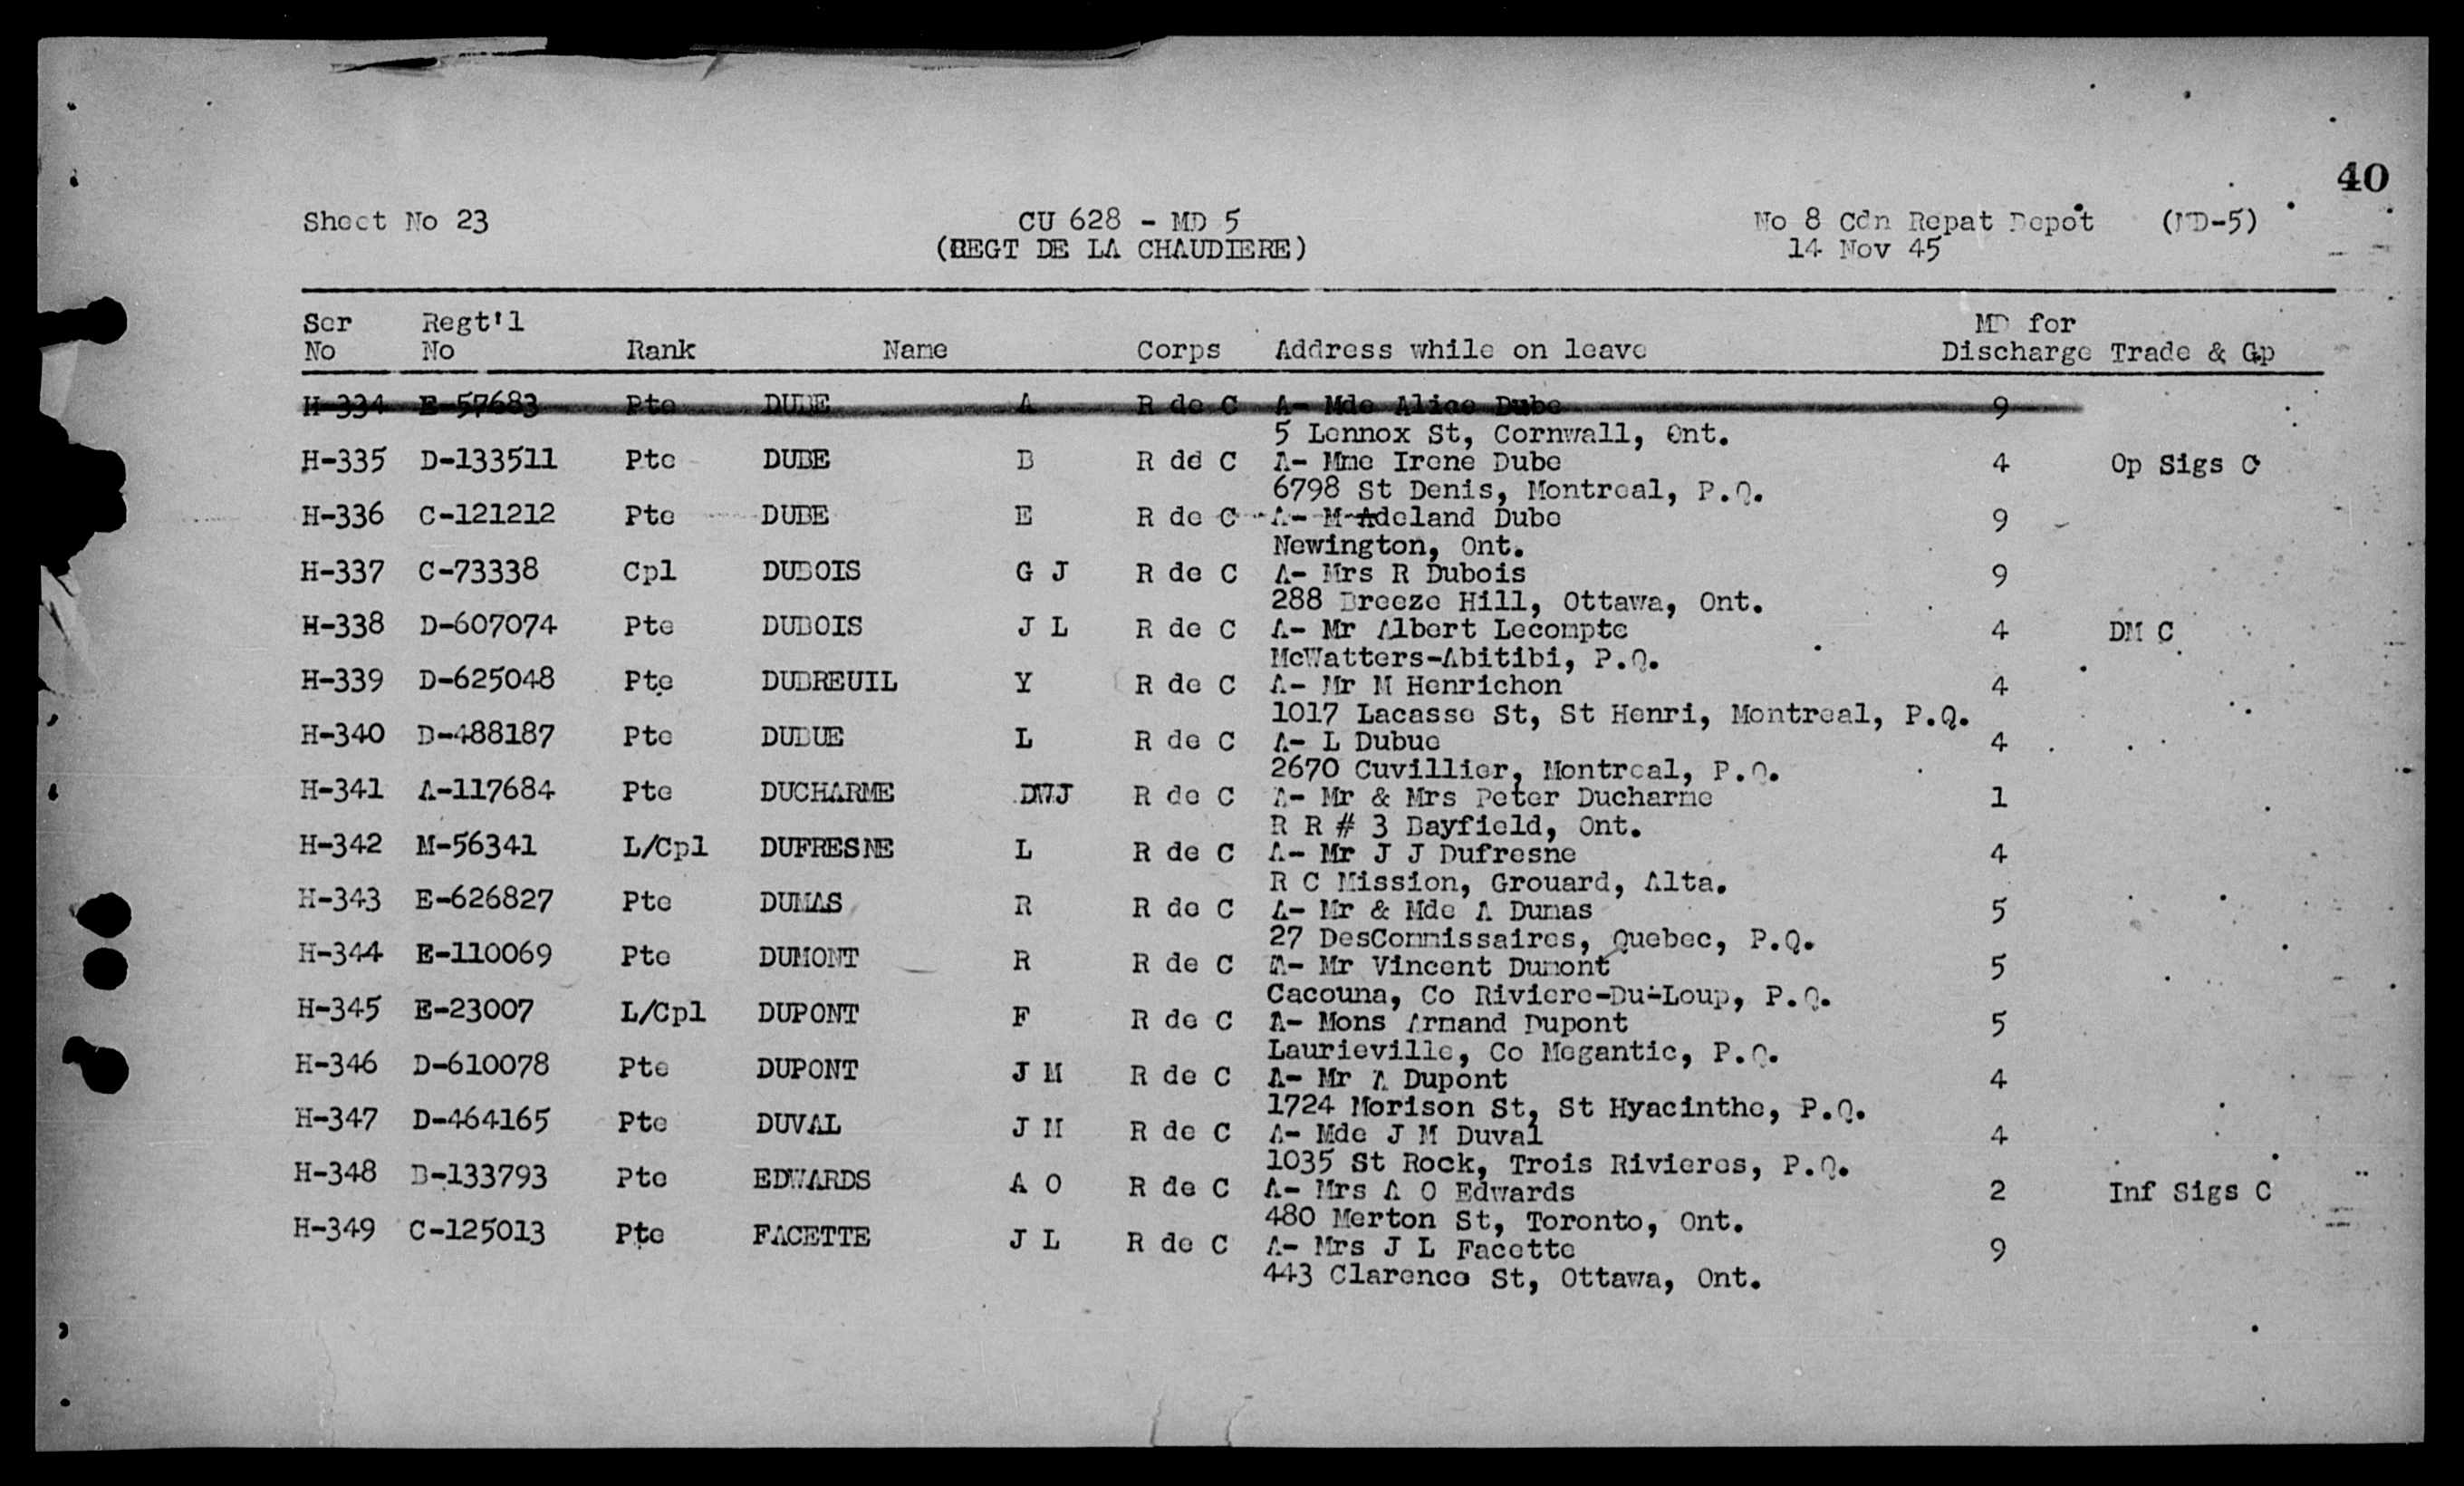 40
Sheet No 23 CU 628 - MD 5 No 8 Cdn Repat Depot (MD-5)
(REGT DE LA CHAUDIERE) 14 Nov 45
Ser Regt'l MD for
No No Rank Name Corps Address while on leave Discharge Trade & Gp
H-334 E-57683 Pte DUBE A R de C A- Mde Alice Dube 9
5 Lennox St, Cornwall, Ont.
H-335 D-133511 Pte DUBE B R de C A- Mme Irene Dube 4 Op Sigs C
6798 St Denis, Montreal, P.Q.
H-336 C-121212 Pte DUBE E R de C A- M Adeland Dube 9
Newington, Ont.
H-337 C-73338 Cpl DUBOIS G J R de C A- Mrs R Dubois 9
288 Breeze Hill, Ottawa, Ont.
H-338 D-607074 Pte DUBOIS J L R de C A- Mr Albert Lecompte 4 DM C
McWatters-Abitibi, P.Q.
H-339 D-625048 Pte DUBREUIL Y R de C A- Mr M Henrichon 4
1017 Lacasse St, St Henri, Montreal, P.Q.
H-340 D-488187 Pte DUBUE L R de C A- L Dubue 4
2670 Cuvillier, Montreal, P.Q.
H-341 A-117684 Pte DUCHARME DWJ R de C A- Mr & Mrs Peter Ducharme 1
R R # 3 Bayfield, Ont.
H-342 M-56341 L/Cpl DUFRESNE L R de C A- Mr J J Dufresne 4
R C Mission, Grouard, Alta.
H-343 E-626827 Pte DUMAS R R de C A- Mr & Mde A Dumas 5
27 DesCommissaires, Quebec, P.Q.
H-344 E-110069 Pte DUMONT R R de C A- Mr Vincent Dumont 5
Cacouna, Co Riviere-Du-Loup, P.Q.
H-345 E-23007 L/Cpl DUPONT F R de C A- Mons Armand Dupont 5
Laurieville, Co Megantic, P.Q.
H-346 D-610078 Pte DUPONT J M R de C A- Mr A Dupont 4
1724 Morison St, St Hyacinthe, P.Q.
H-347 D-464165 Pte DUVAL J M R de C A- Mde J M Duval 4
1035 St Rock, Trois Rivieres, P.Q.
H-348 B-133793 Pte EDWARDS A O R de C A- Mrs A O Edwards 2 Inf Sigs C
480 Merton St, Toronto, Ont.
H-349 C-125013 Pte FACETTE J L R de C A- Mrs J L Facette 9
443 Clarence St, Ottawa, Ont.